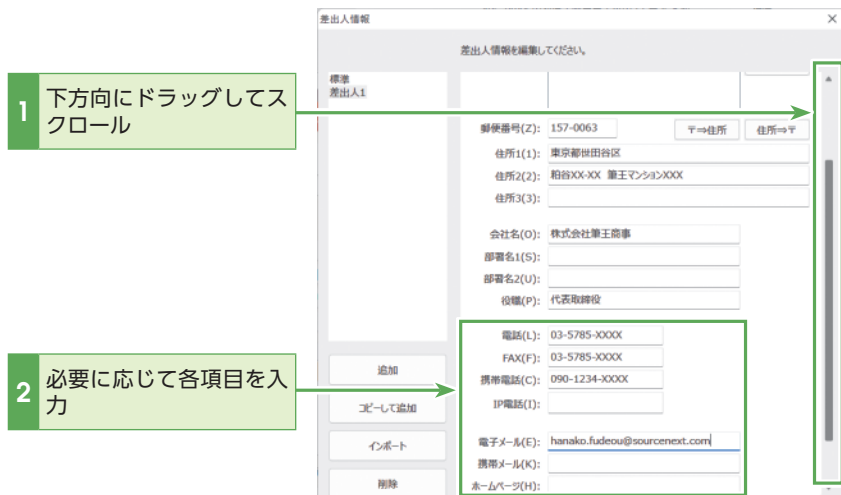 差出人情報
差出人情報を編集してください。
標準
差出人1
1 下方向にドラッグしてス
クロール
郵便番号(Z): 157-0063 〒⇒住所 住所⇒〒
住所1(1): 東京都世田谷区
住所2(2): 粕谷XX-XX 筆王マンションXXX
住所3(3):
会社名(O): 株式会社筆王商事
部署名1(S):
部署名2(U):
役職(P): 代表取締役
電話(L): 03-5785-XXXX
FAX(F): 03-5785-XXXX
携帯電話(C): 090-1234-XXXX
IP電話(I):
電子メール(E): hanako.fudeou@sourcenext.com
携帯メール(K):
ホームページ(H):
2 必要に応じて各項目を入
力
追加
コピーして追加
インポート
削除